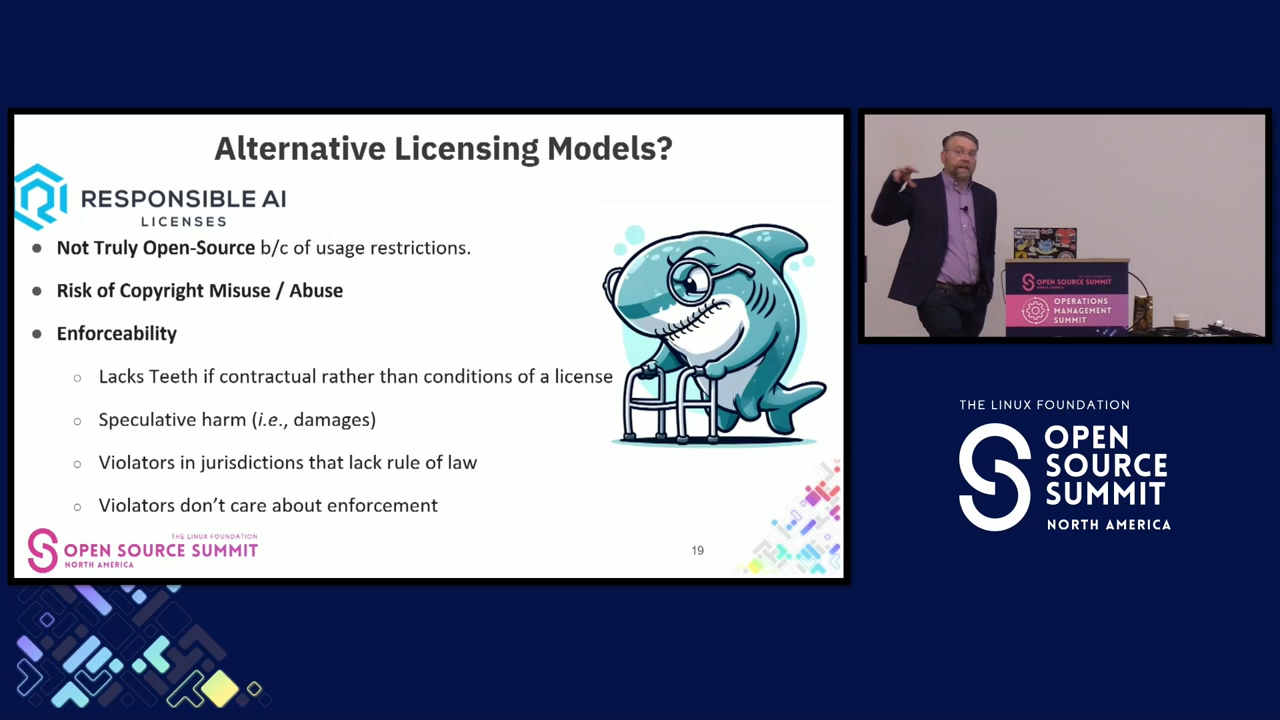 Alternative Licensing Models?
RESPONSIBLE AI
LICENSES
● Not Truly Open-Source b/c of usage restrictions.
● Risk of Copyright Misuse / Abuse
● Enforceability
○ Lacks Teeth if contractual rather than conditions of a license
○ Speculative harm (i.e., damages)
○ Violators in jurisdictions that lack rule of law
○ Violators don’t care about enforcement
THE LINUX FOUNDATION
OPEN SOURCE SUMMIT
NORTH AMERICA
19
OPEN SOURCE SUMMIT
NORTH AMERICA
OPERATIONS
MANAGEMENT
SUMMIT
THE LINUX FOUNDATION
OPEN
SOURCE
SUMMIT
NORTH AMERICA